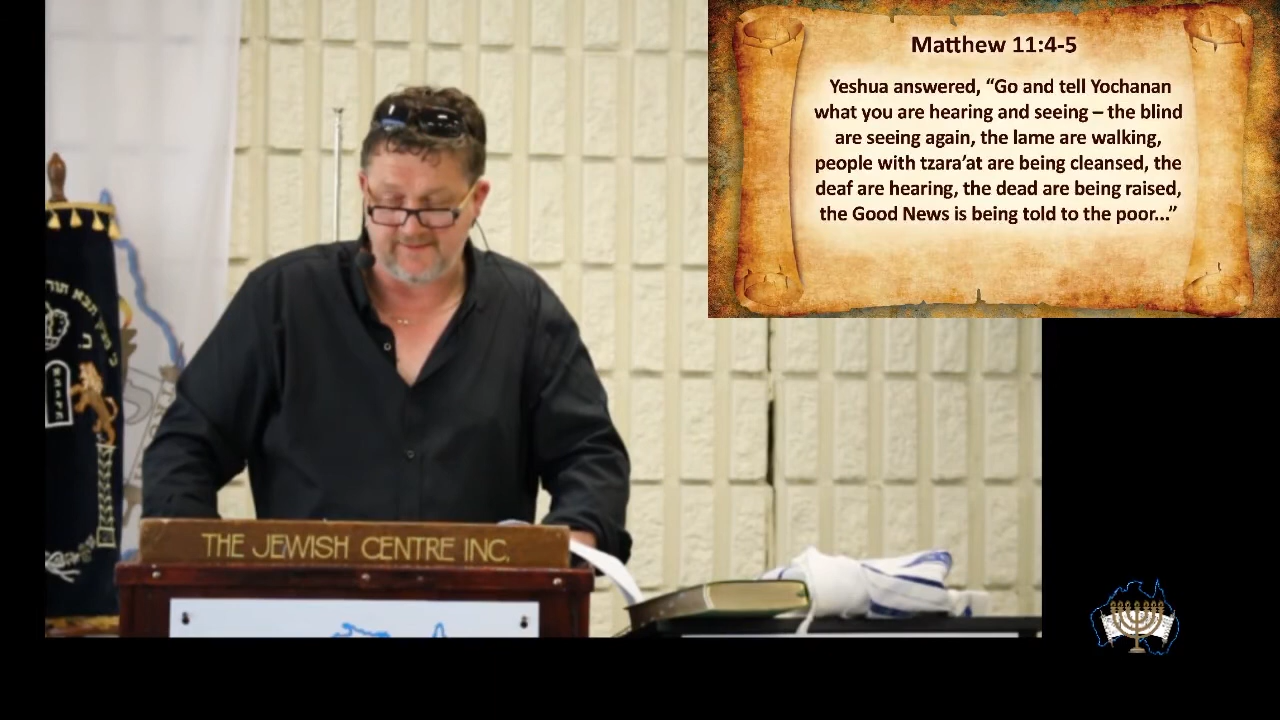 Matthew 11:4-5
Yeshua answered, “Go and tell Yochanan
what you are hearing and seeing – the blind
are seeing again, the lame are walking,
people with tzara’at are being cleansed, the
deaf are hearing, the dead are being raised,
the Good News is being told to the poor...”
THE JEWISH CENTRE INC.